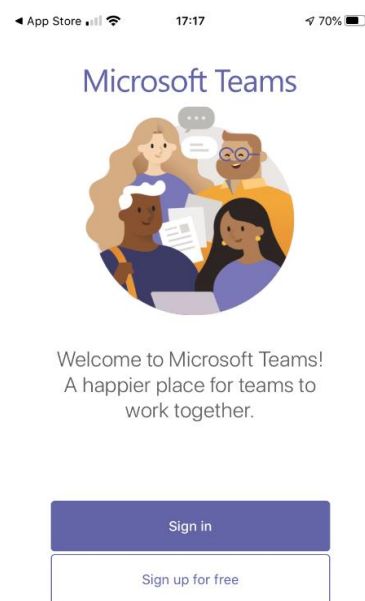 App Store 17:17 70%
Microsoft Teams
Welcome to Microsoft Teams!
A happier place for teams to
work together.
Sign in
Sign up for free